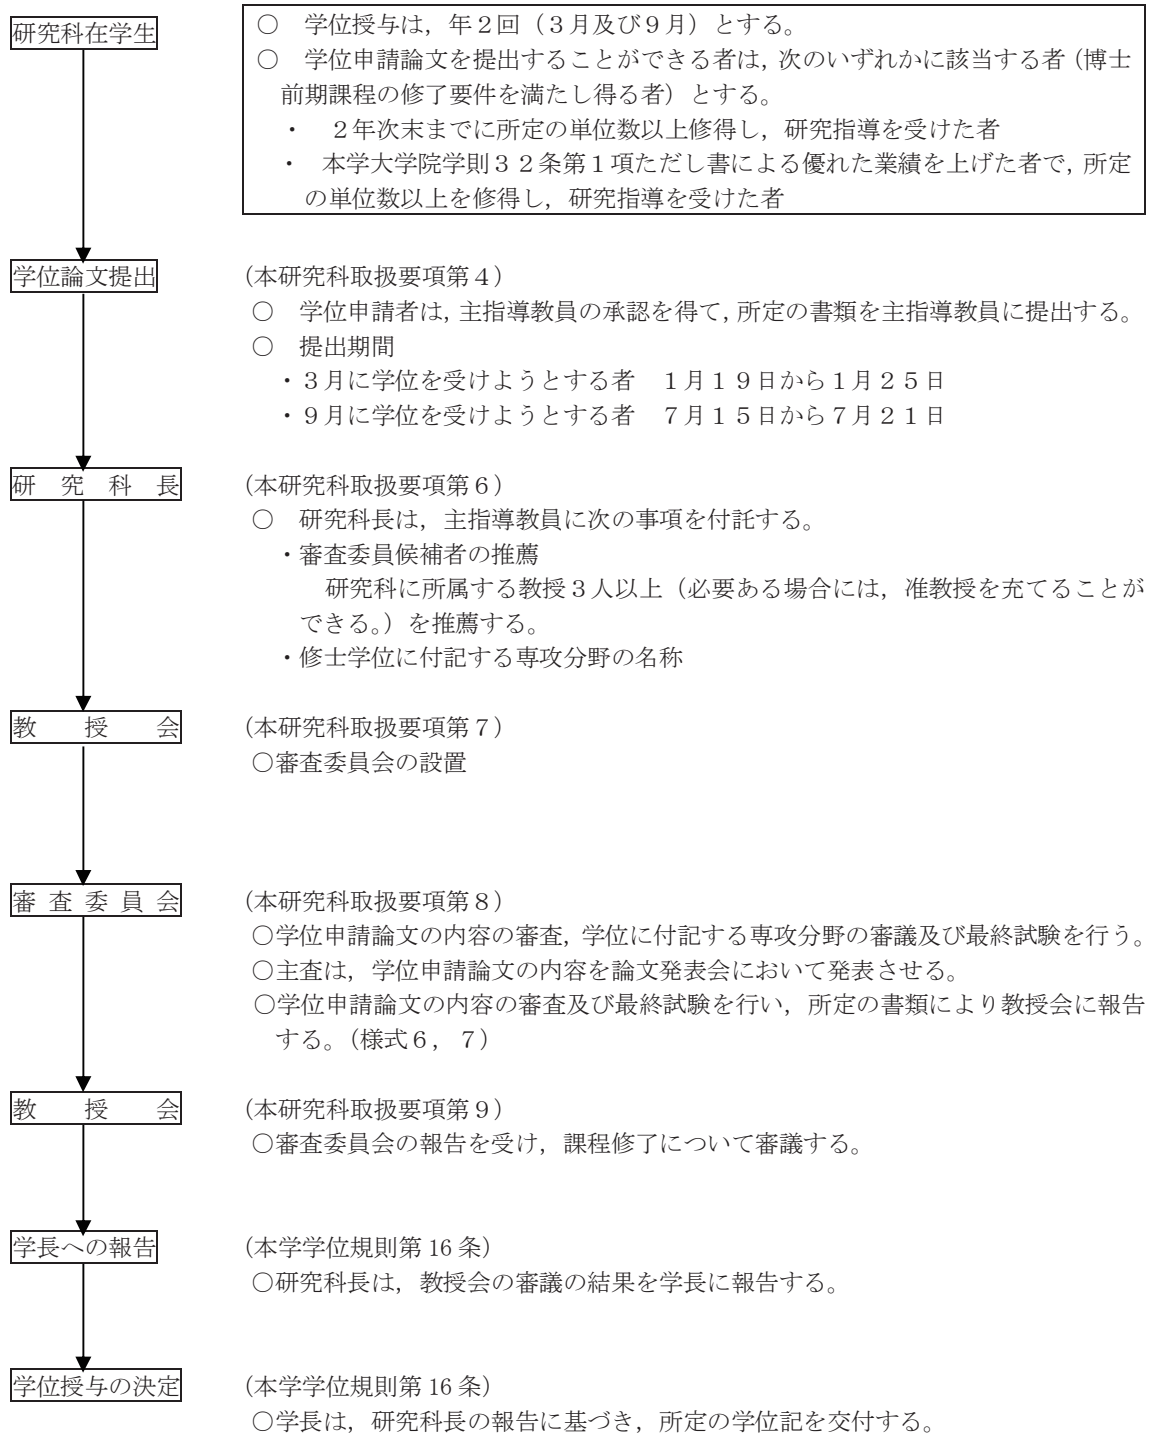 研究科在学生
○　学位授与は，年２回（３月及び９月）とする。
○　学位申請論文を提出することができる者は，次のいずれかに該当する者（博士
前期課程の修了要件を満たし得る者）とする。
・　２年次末までに所定の単位数以上修得し，研究指導を受けた者
・　本学大学院学則３２条第１項ただし書による優れた業績を上げた者で，所定
の単位数以上を修得し，研究指導を受けた者
学位論文提出
（本研究科取扱要項第４）
○　学位申請者は，主指導教員の承認を得て，所定の書類を主指導教員に提出する。
○　提出期間
・３月に学位を受けようとする者　１月１９日から１月２５日
・９月に学位を受けようとする者　７月１５日から７月２１日
研　究　科　長
（本研究科取扱要項第６）
○　研究科長は，主指導教員に次の事項を付託する。
・審査委員候補者の推薦
研究科に所属する教授３人以上（必要ある場合には，准教授を充てることが
できる。）を推薦する。
・修士学位に付記する専攻分野の名称
教　　授　　会
（本研究科取扱要項第７）
○審査委員会の設置
審 査 委 員 会
（本研究科取扱要項第８）
○学位申請論文の内容の審査，学位に付記する専攻分野の審議及び最終試験を行う。
○主査は，学位申請論文の内容を論文発表会において発表させる。
○学位申請論文の内容の審査及び最終試験を行い，所定の書類により教授会に報告
する。（様式６，７）
教　　授　　会
（本研究科取扱要項第９）
○審査委員会の報告を受け，課程修了について審議する。
学長への報告
（本学学位規則第 16 条）
○研究科長は，教授会の審議の結果を学長に報告する。
学位授与の決定
（本学学位規則第 16 条）
○学長は，研究科長の報告に基づき，所定の学位記を交付する。